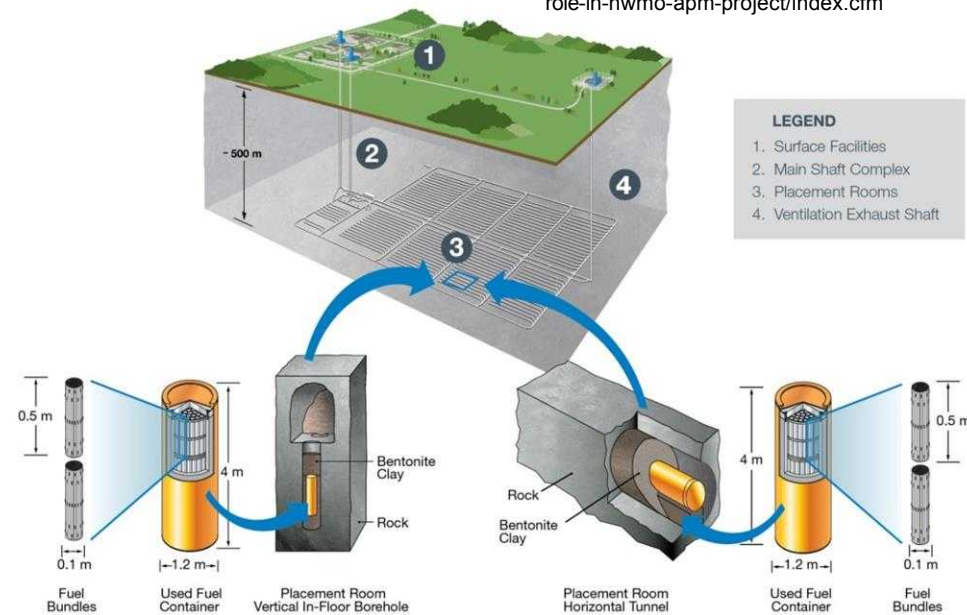 role-in-nwmo-apm-project/index.cfm
1
LEGEND
1. Surface Facilities
2. Main Shaft Complex
3. Placement Rooms
4. Ventilation Exhaust Shaft
~ 500 m
2
4
3
0.5 m
4 m
Bentonite
Clay
Rock
0.1 m
1.2 m
Fuel
Bundles
Used Fuel
Container
Placement Room
Vertical In-Floor Borehole
Rock
Bentonite
Clay
4 m
0.5 m
1.2 m
0.1 m
Placement Room
Horizontal Tunnel
Used Fuel
Container
Fuel
Bundles